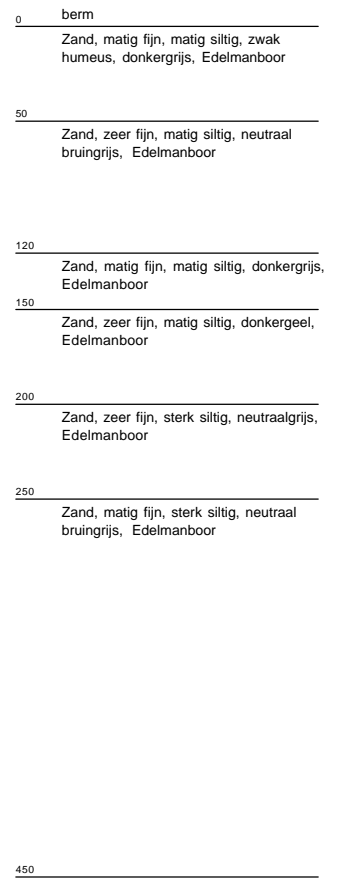 0 berm
Zand, matig fijn, matig siltig, zwak
humeus, donkergrijs, Edelmanboor
50
Zand, zeer fijn, matig siltig, neutraal
bruingrijs, Edelmanboor
120
Zand, matig fijn, matig siltig, donkergrijs,
Edelmanboor
150
Zand, zeer fijn, matig siltig, donkergeel,
Edelmanboor
200
Zand, zeer fijn, sterk siltig, neutraalgrijs,
Edelmanboor
250
Zand, matig fijn, sterk siltig, neutraal
bruingrijs, Edelmanboor
450